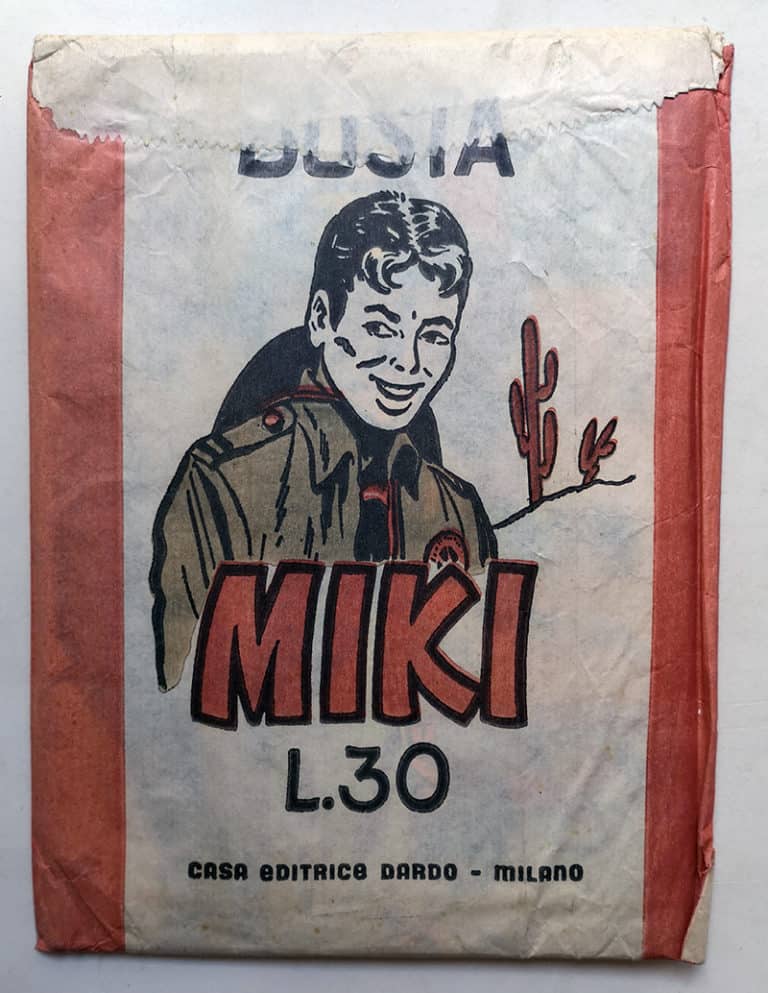 BUSTA
MIKI
L.30
CASA EDITRICE DARDO - MILANO